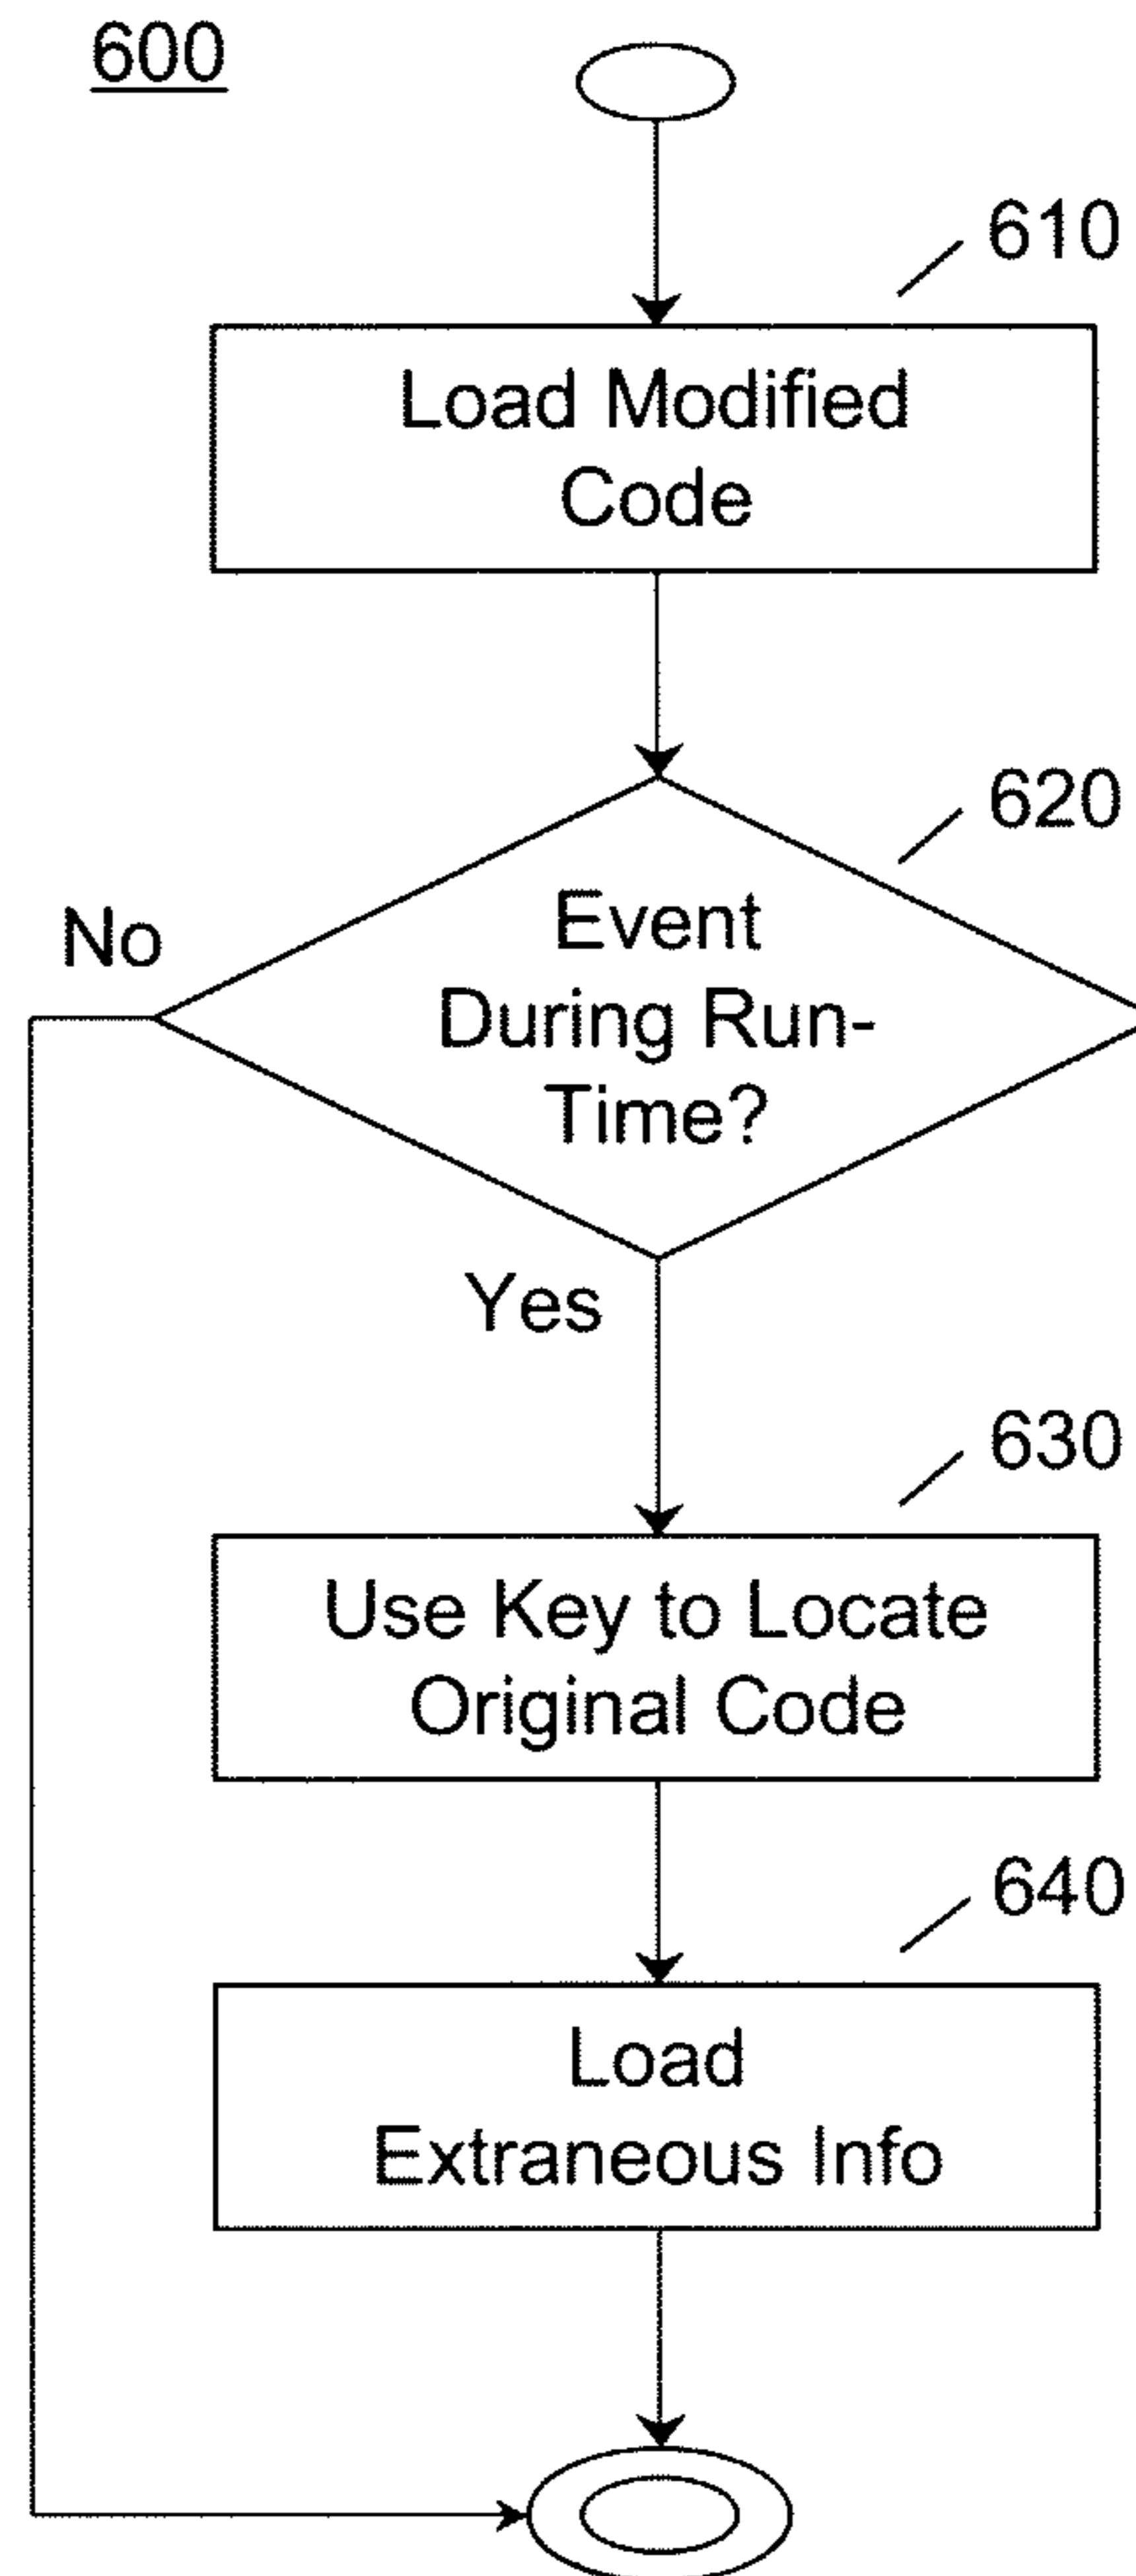 600
610
Load Modified
Code
620
No
Event
During Run-
Time?
Yes
630
Use Key to Locate
Original Code
640
Load
Extraneous Info